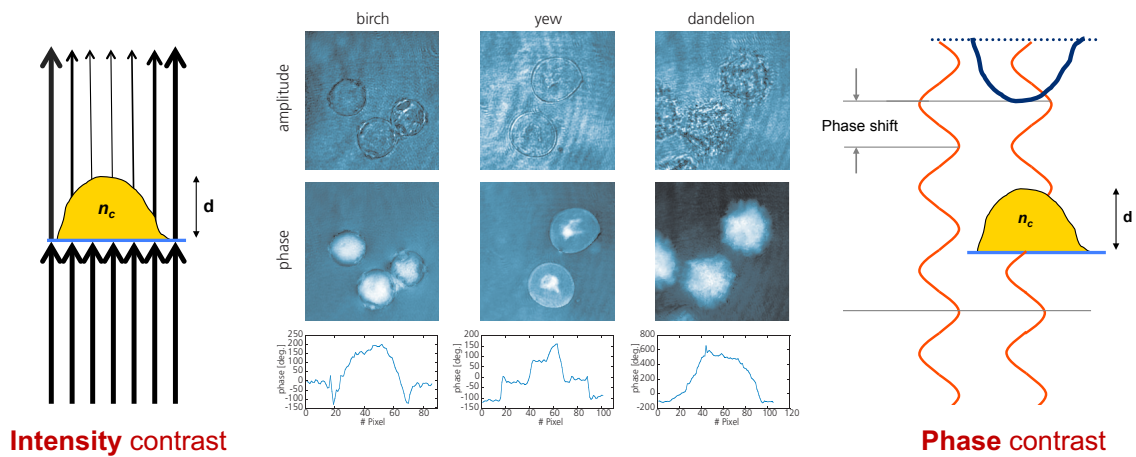 birch yew dandelion
amplitude
phase
n_c
d
Intensity contrast
Phase shift
n_c
d
Phase contrast
phase [deg.]
250
200
150
100
50
0
-50
-100
-150
0 20 40 60 80
# Pixel
phase [deg.]
200
150
100
50
0
-50
-100
-150
0 20 40 60 80 100
# Pixel
phase [deg.]
800
600
400
200
0
-200
0 20 40 60 80 100 120
# Pixel